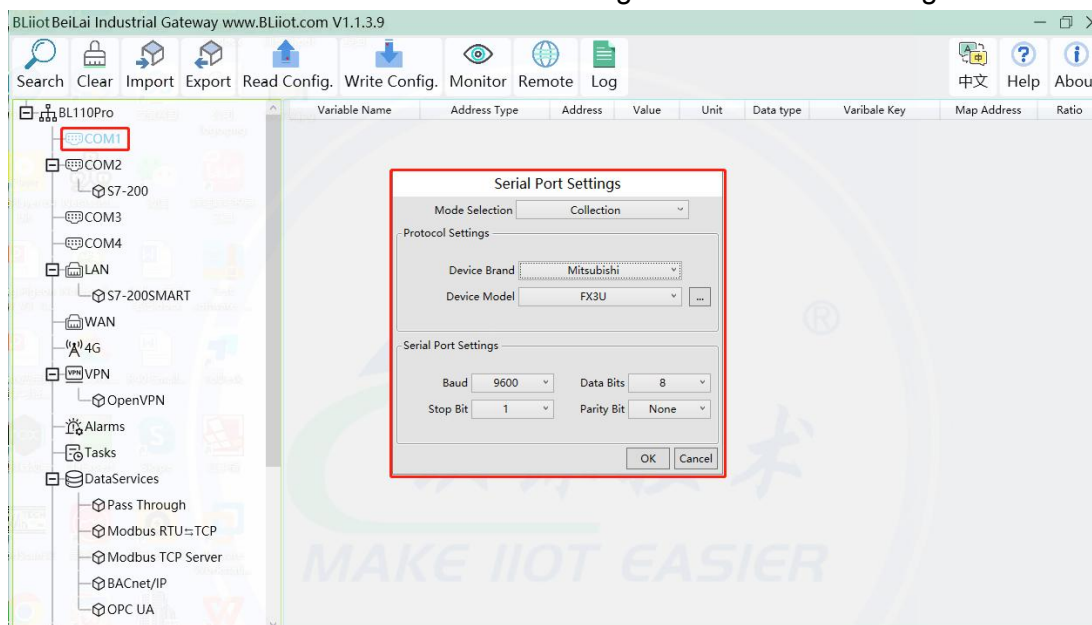 BLiiot BeiLai Industrial Gateway www.BLiiot.com V1.1.3.9
Search Clear Import Export Read Config. Write Config. Monitor Remote Log 中文 Help Abou
BL110Pro
COM1
COM2
S7-200
COM3
COM4
LAN
S7-200SMART
WAN
4G
VPN
VPN
OpenVPN
Alarms
Tasks
DataServices
Pass Through
Modbus RTU⇆TCP
Modbus TCP Server
BACnet/IP
OPC UA
Variable Name Address Type Address Value Unit Data type Varibale Key Map Address Ratio
Serial Port Settings
Mode Selection Collection
Protocol Settings
Device Brand Mitsubishi
Device Model FX3U ...
Serial Port Settings
Baud 9600 Data Bits 8
Stop Bit 1 Parity Bit None
OK Cancel
®
MAKE IIOT EASIER